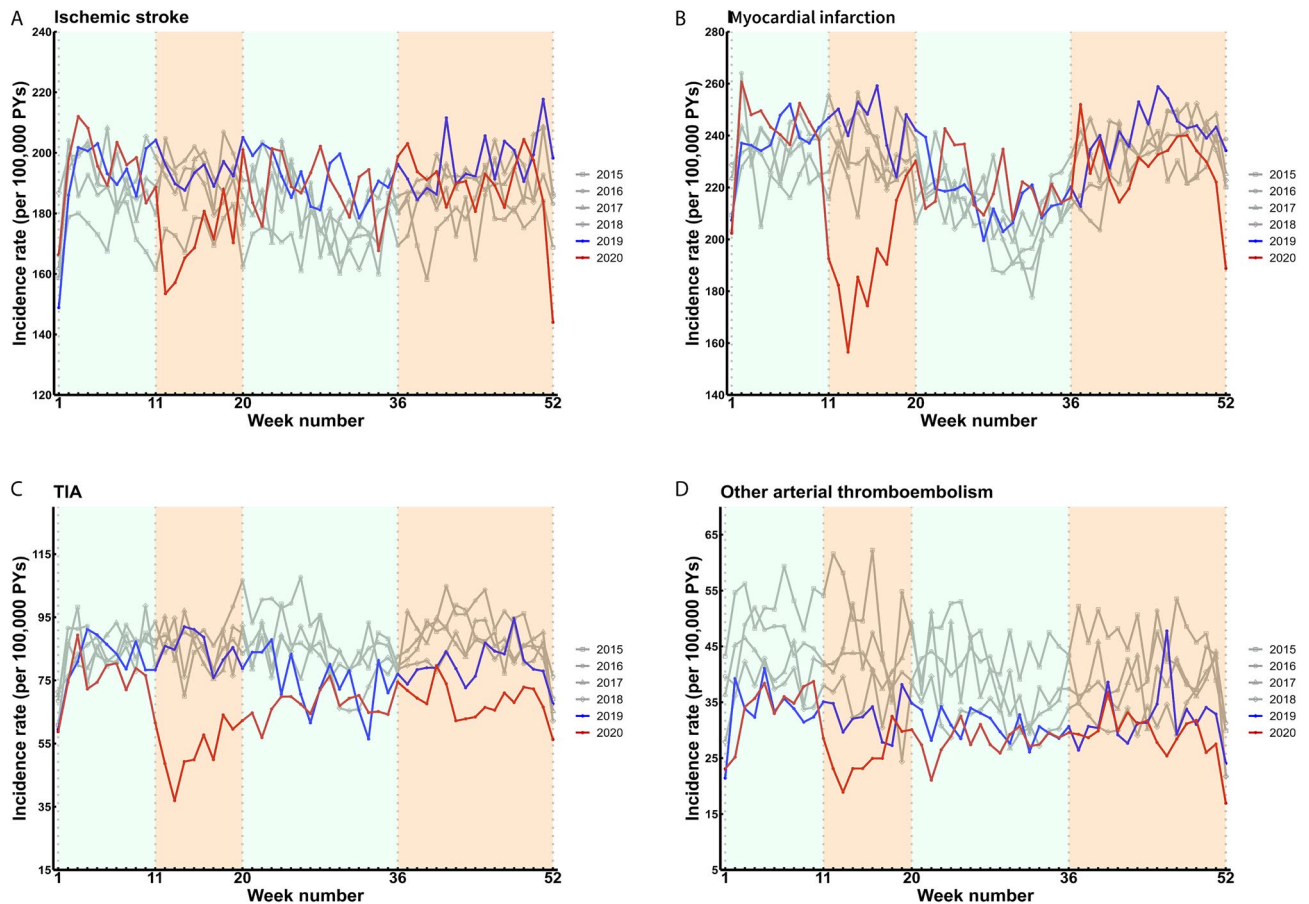 A
Ischemic stroke
Incidence rate (per 100,000 PYs)
240
220
200
180
160
140
120
1 11 20 36 52
Week number
2015
2016
2017
2018
2019
2020
B
Myocardial infarction
Incidence rate (per 100,000 PYs)
280
260
240
220
200
180
160
140
1 11 20 36 52
Week number
2015
2016
2017
2018
2019
2020
C
TIA
Incidence rate (per 100,000 PYs)
115
95
75
55
35
15
1 11 20 36 52
Week number
2015
2016
2017
2018
2019
2020
D
Other arterial thromboembolism
Incidence rate (per 100,000 PYs)
65
55
45
35
25
15
5
1 11 20 36 52
Week number
2015
2016
2017
2018
2019
2020